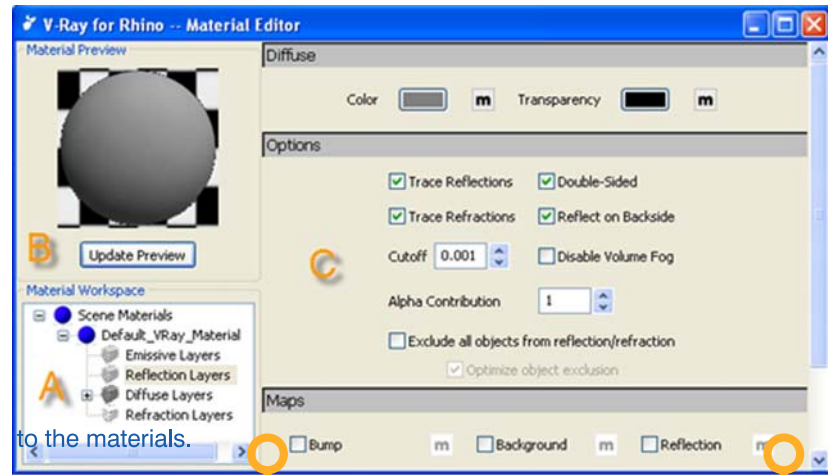 V-Ray for Rhino -- Material Editor
Material Preview
B
Update Preview
Material Workspace
Scene Materials
Default_VRay_Material
Emissive Layers
Reflection Layers
A
Diffuse Layers
Refraction Layers
to the materials.
Diffuse
Color m Transparency m
Options
Trace Reflections Double-Sided
Trace Refractions Reflect on Backside
C
Cutoff 0.001 Disable Volume Fog
Alpha Contribution 1
Exclude all objects from reflection/refraction
Optimize object exclusion
Maps
Bump m Background m Reflection m